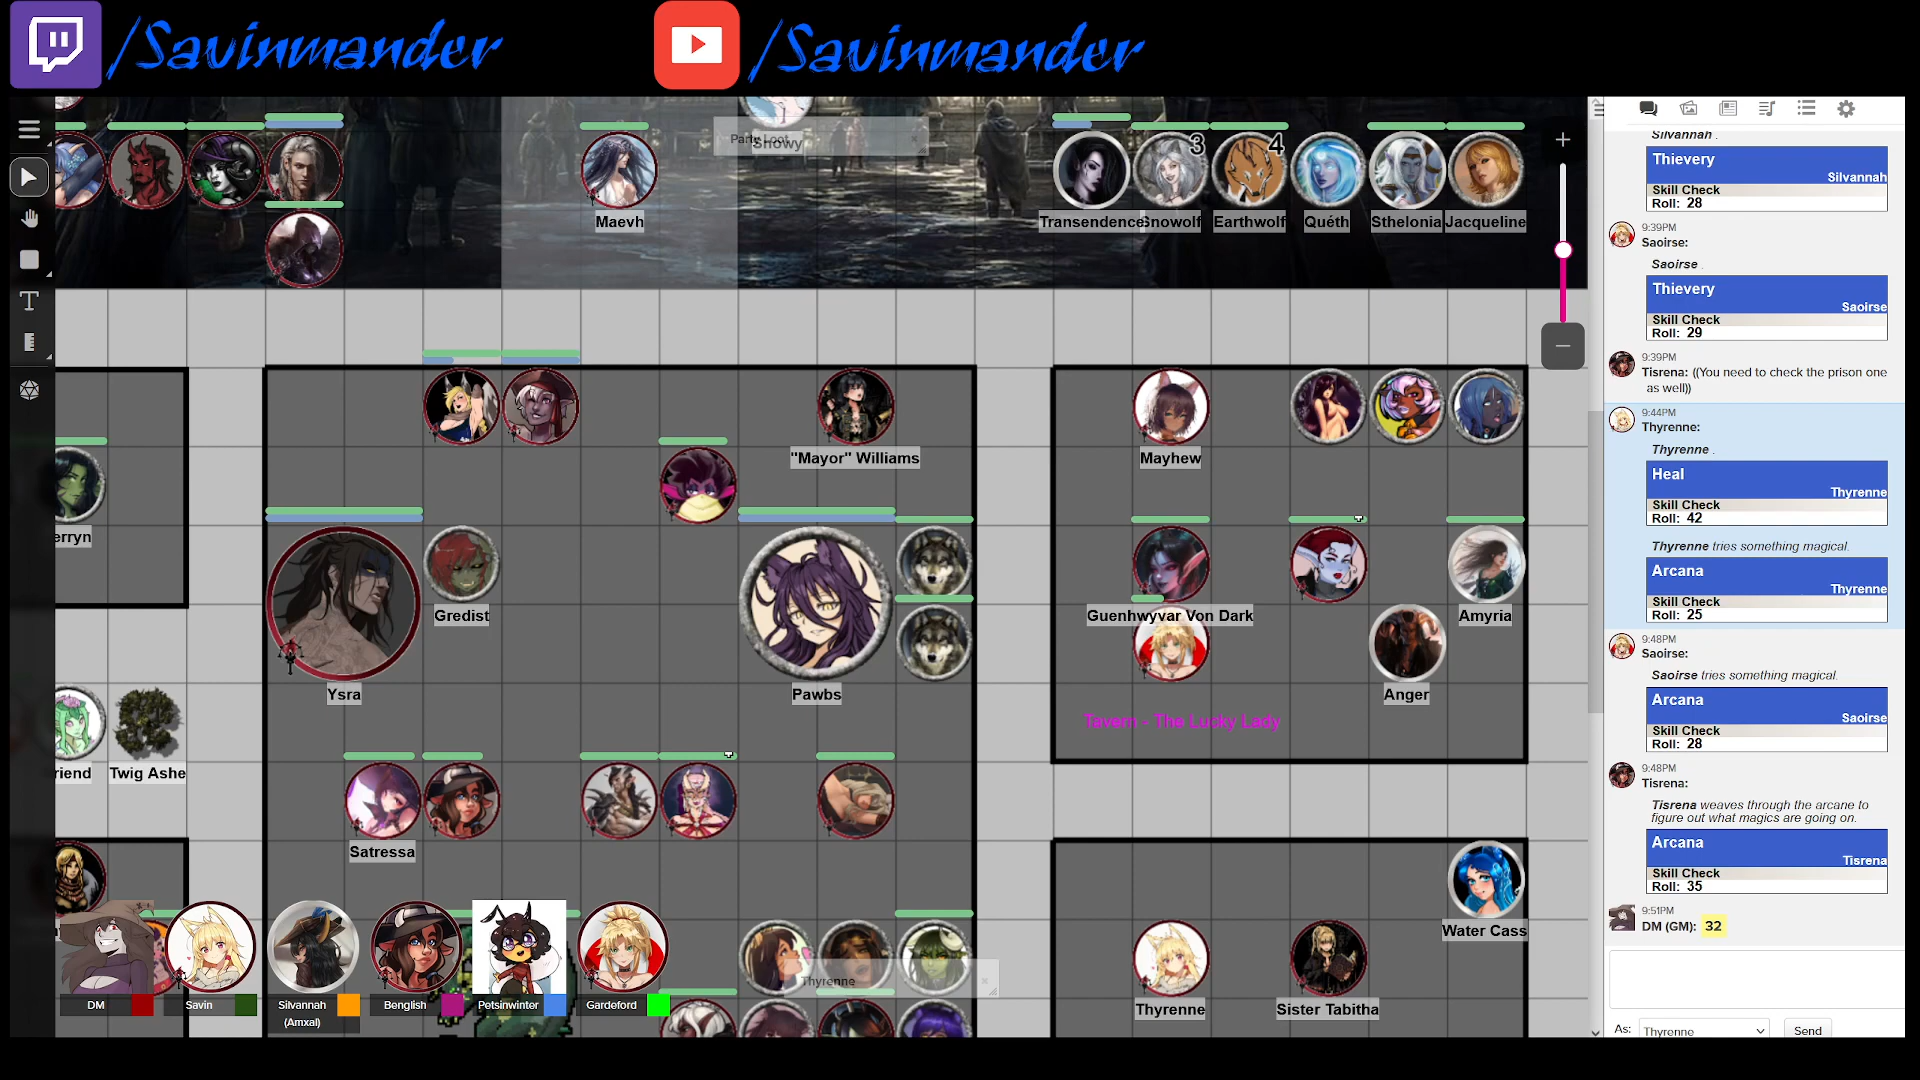 /Savinmander
/Savinmander
Party Loot
Snowy
3
4
Maevh
Transendence
Snowolf
Earthwolf
Quéth
Sthelonia
Jacqueline
"Mayor" Williams
Mayhew
erryn
Gredist
Guenhwyvar Von Dark
Amyria
Ysra
Pawbs
Anger
Tavern - The Lucky Lady
riend
Twig Ashe
Satressa
Water Cass
Thyrenne
Thyrenne
Sister Tabitha
DM
Savin
Silvannah
(Amxal)
Benglish
Petsinwinter
Gardeford
Silvannah .
Thievery
Silvannah
Skill Check
Roll: 28
9:39PM
Saoirse:
Saoirse .
Thievery
Saoirse
Skill Check
Roll: 29
9:39PM
Tisrena: ((You need to check the prison one
as well))
9:44PM
Thyrenne:
Thyrenne .
Heal
Thyrenne
Skill Check
Roll: 42
Thyrenne tries something magical.
Arcana
Thyrenne
Skill Check
Roll: 25
9:48PM
Saoirse:
Saoirse tries something magical.
Arcana
Saoirse
Skill Check
Roll: 28
9:48PM
Tisrena:
Tisrena weaves through the arcane to
figure out what magics are going on.
Arcana
Tisrena
Skill Check
Roll: 35
9:51PM
DM (GM): 32
As: Thyrenne
Send